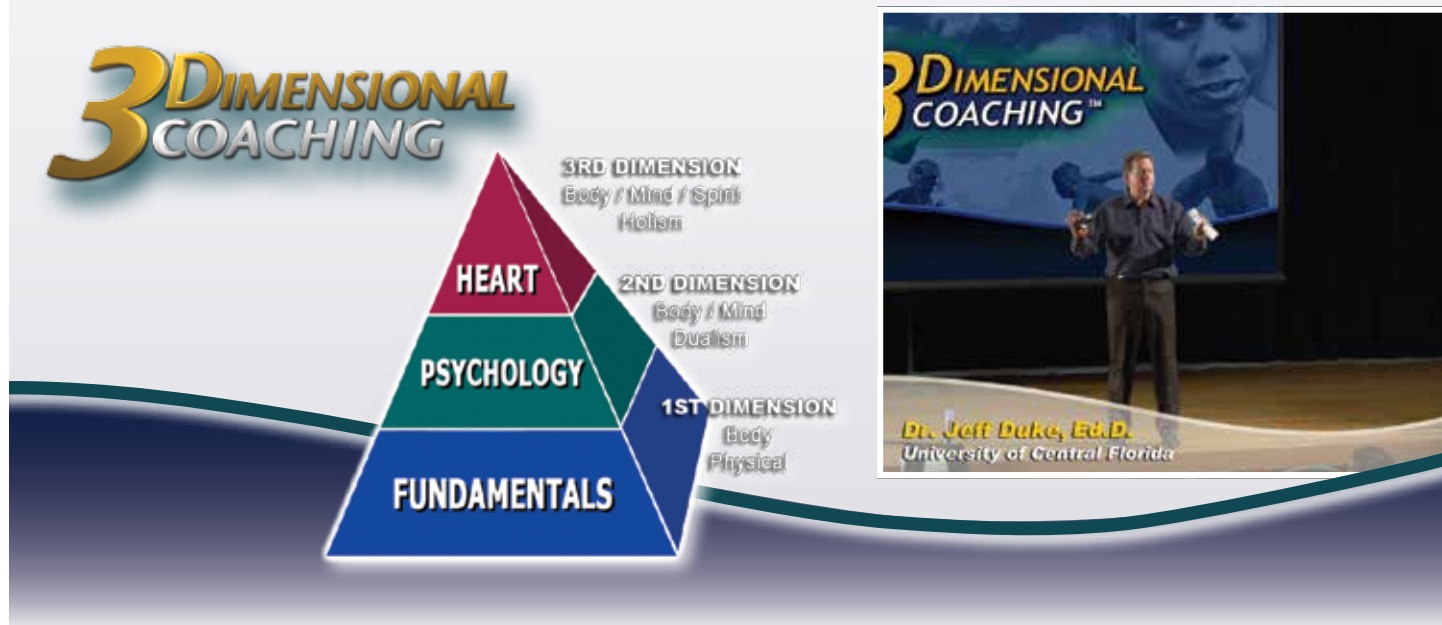 3 DIMENSIONAL
COACHING
3RD DIMENSION
Body / Mind / Spirit
Holism
HEART
2ND DIMENSION
Body / Mind
Dualism
PSYCHOLOGY
1ST DIMENSION
Body
Physical
FUNDAMENTALS
3 DIMENSIONAL
COACHING™
Dr. Jeff Duke, Ed.D.
University of Central Florida